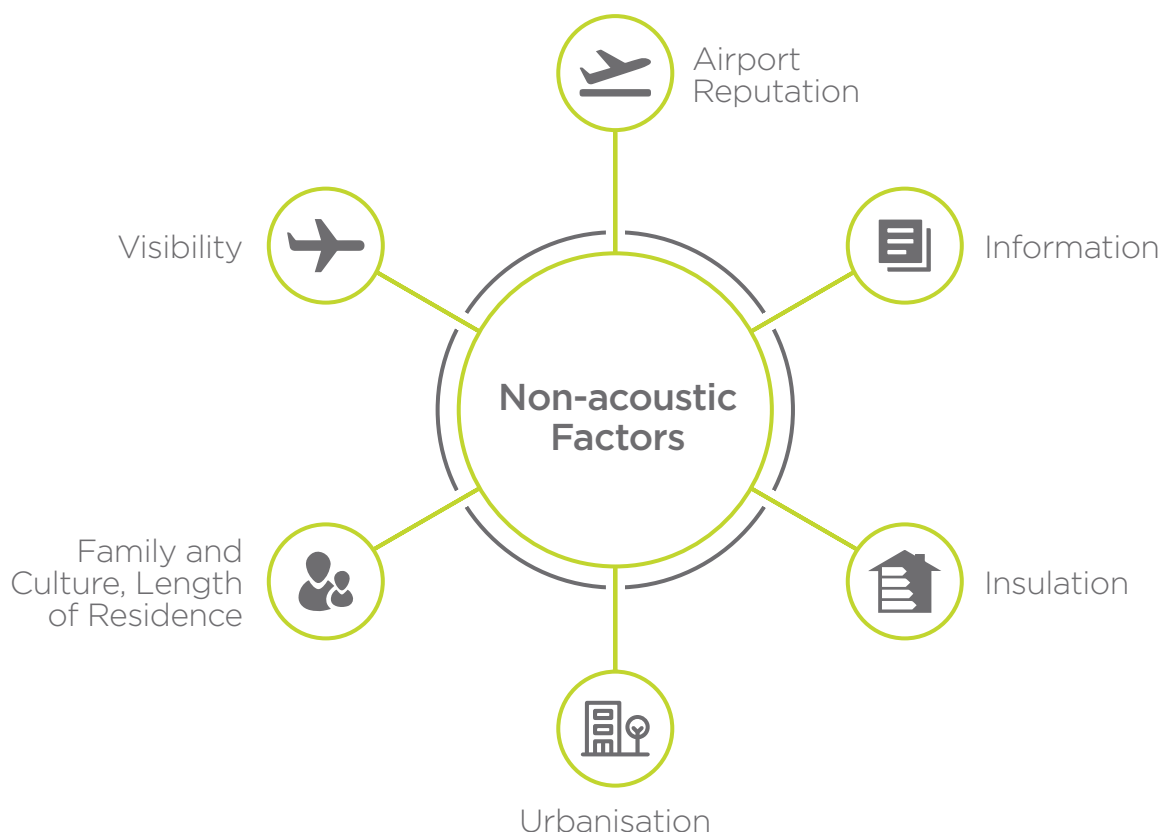 Airport
Reputation
Visibility
Information
Non-acoustic
Factors
Family and
Culture, Length
of Residence
Insulation
Urbanisation